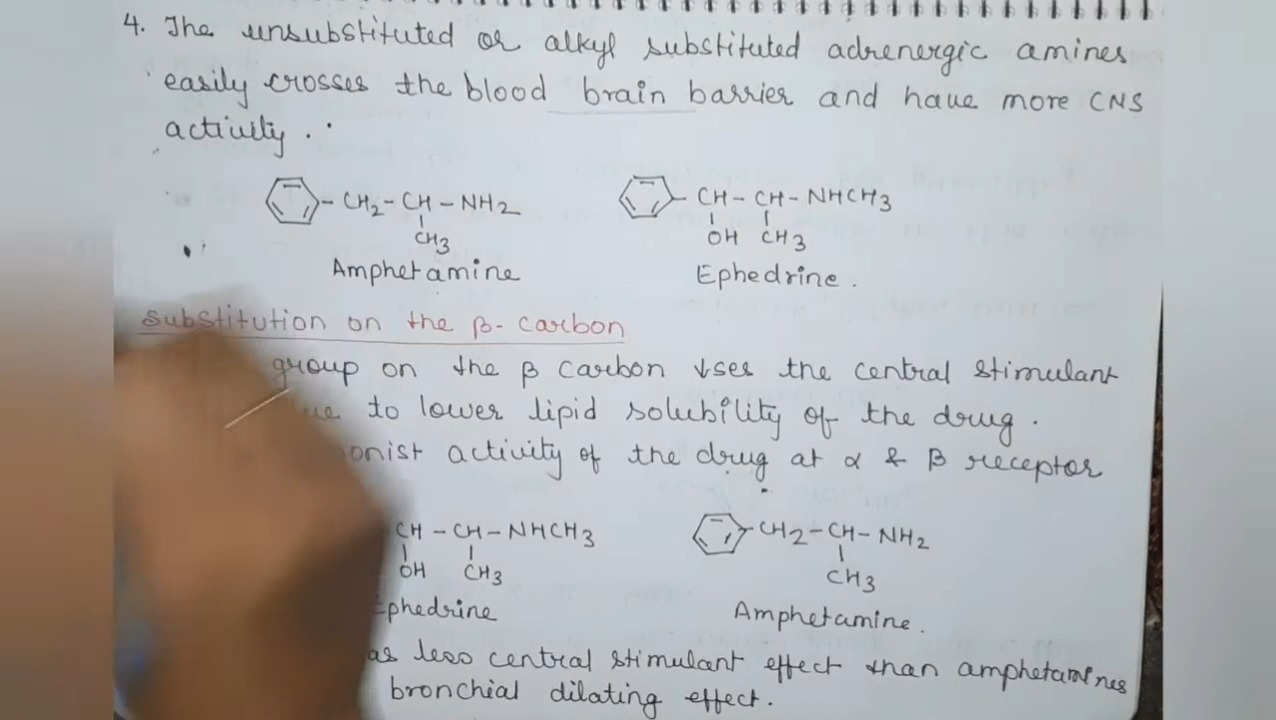 4. The unsubstituted or alkyl substituted adrenergic amines
easily crosses the blood brain barrier and have more CNS
activity.
- CH2 - CH - NH2
CH3
Amphetamine
- CH - CH - NHCH3
OH CH3
Ephedrine.
Substitution on the β-carbon
group on the β carbon ↓ses the central stimulant
to lower lipid solubility of the drug.
activity of the drug at α & β receptor
CH - CH - NHCH3
OH CH3
Ephedrine
- CH2 - CH - NH2
CH3
Amphetamine.
less central stimulant effect than amphetamines
bronchial dilating effect.